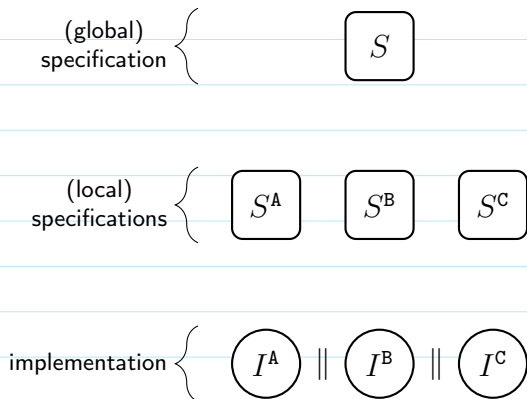 (global)
specification
S
(local)
specifications
S^A S^B S^C
implementation
I^A ∥ I^B ∥ I^C